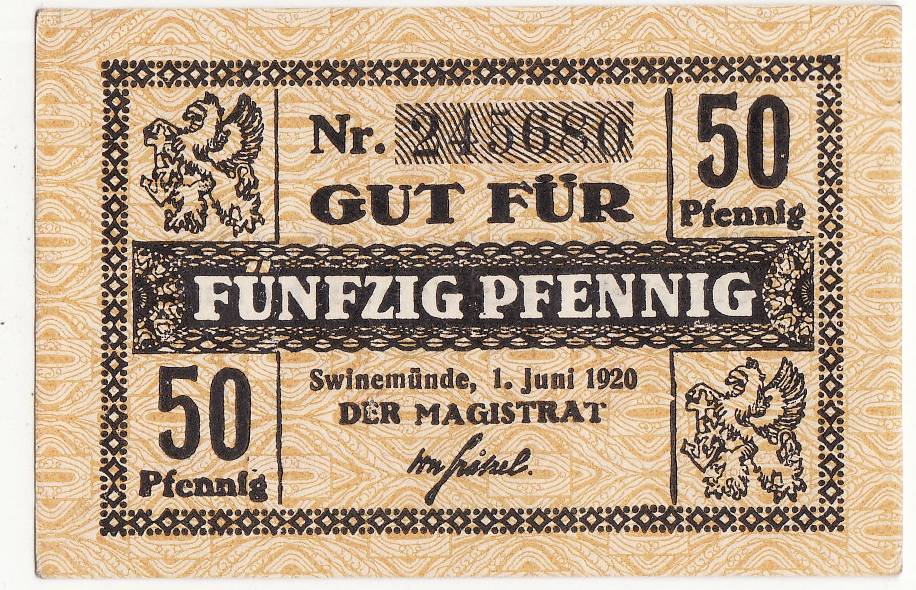 Nr. 245680
50
Pfennig
GUT FÜR
FÜNFZIG PFENNIG
50
Pfennig
Swinemünde, 1. Juni 1920
DER MAGISTRAT